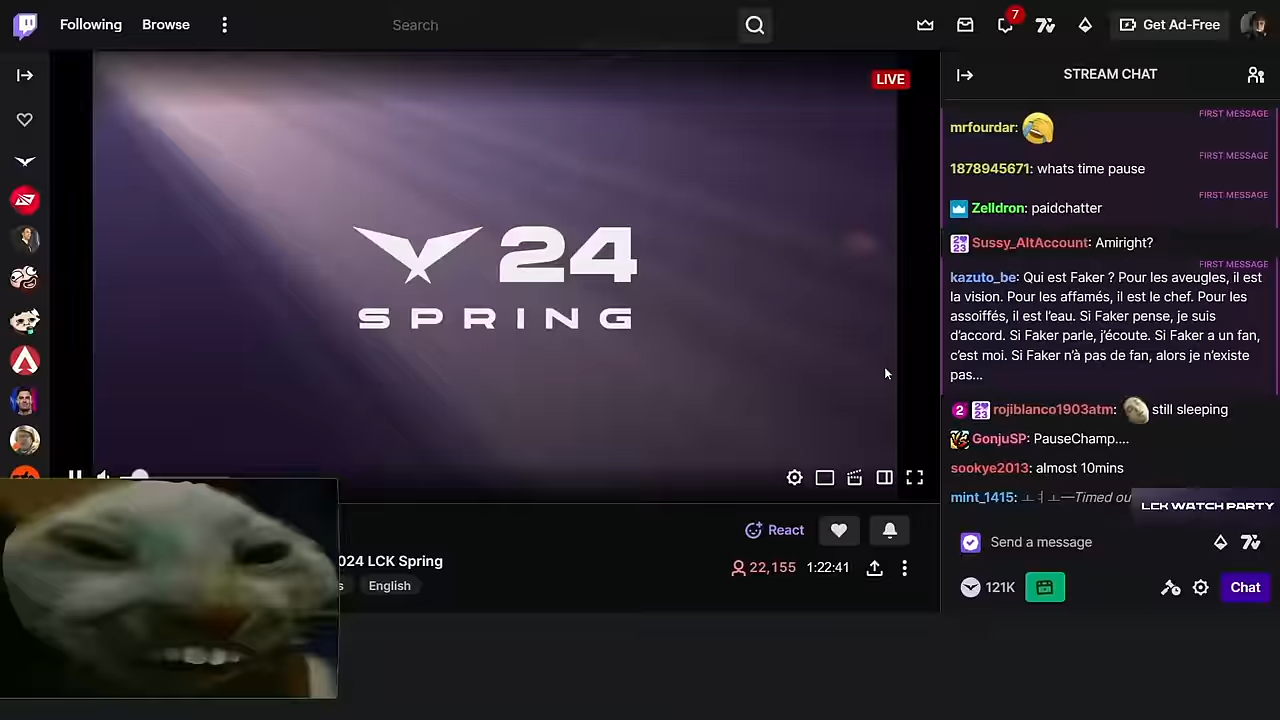 Following
Browse
Search
7
Get Ad-Free
LIVE
24
SPRING
STREAM CHAT
FIRST MESSAGE
mrfourdar:
FIRST MESSAGE
1878945671: whats time pause
FIRST MESSAGE
Zelldron: paidchatter
Sussy_AltAccount: Amiright?
FIRST MESSAGE
kazuto_be: Qui est Faker ? Pour les aveugles, il est
la vision. Pour les affamés, il est le chef. Pour les
assoiffés, il est l'eau. Si Faker pense, je suis
d'accord. Si Faker parle, j'écoute. Si Faker a un fan,
c'est moi. Si Faker n'à pas de fan, alors je n'existe
pas...
2 rojiblanco1903atm: still sleeping
GonjuSP: PauseChamp....
sookye2013: almost 10mins
mint_1415: —Timed ou
LCK WATCH PARTY
Send a message
121K
Chat
React
024 LCK Spring
22,155 1:22:41
s
English